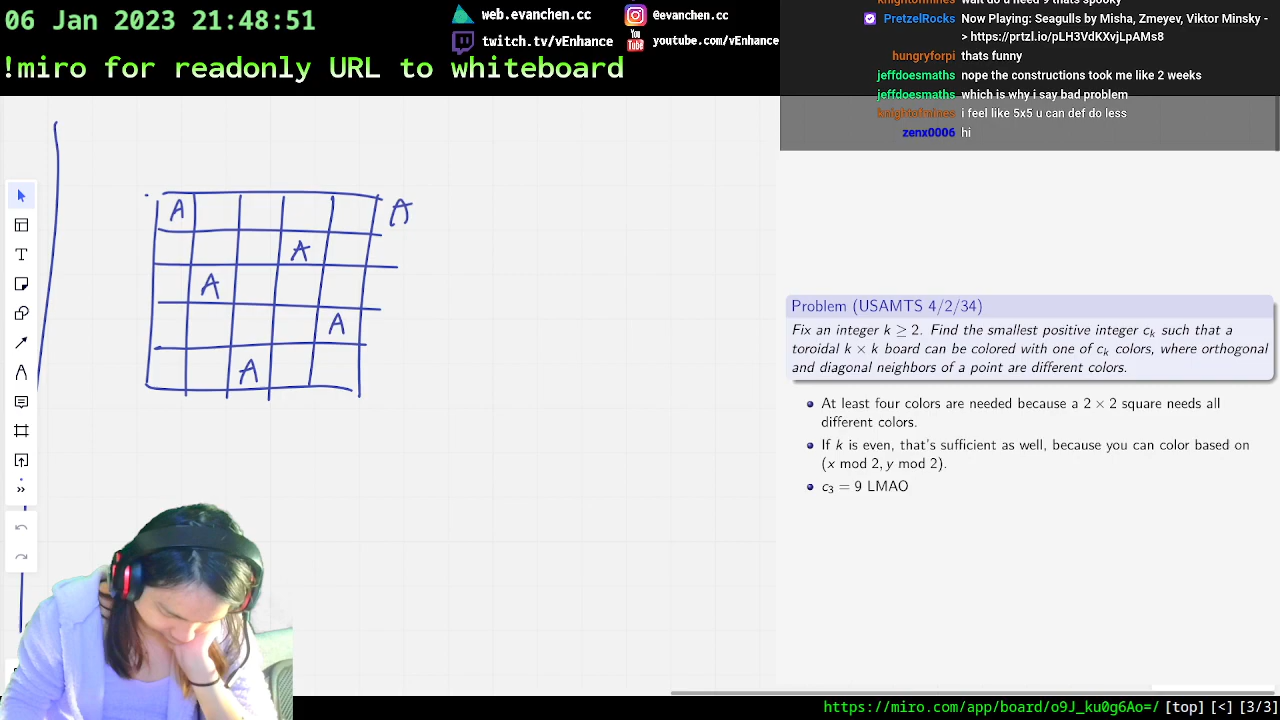 06 Jan 2023 21:48:51
web.evanchen.cc
@evanchen.cc
twitch.tv/vEnhance
You Tube
youtube.com/vEnhance
!miro for readonly URL to whiteboard
PretzelRocks Now Playing: Seagulls by Misha, Zmeyev, Viktor Minsky -
> https://prtzl.io/pLH3VdKXvjLpAMs8
hungryforpi thats funny
jeffdoesmaths nope the constructions took me like 2 weeks
jeffdoesmaths which is why i say bad problem
knightofmines i feel like 5x5 u can def do less
zenx0006 hi
A A
A
A
A
A
Problem (USAMTS 4/2/34)
Fix an integer k ≥ 2. Find the smallest positive integer cₖ such that a
toroidal k × k board can be colored with one of cₖ colors, where orthogonal
and diagonal neighbors of a point are different colors.
At least four colors are needed because a 2 × 2 square needs all
different colors.
If k is even, that's sufficient as well, because you can color based on
(x mod 2, y mod 2).
c₃ = 9 LMAO
https://miro.com/app/board/o9J_ku0g6Ao=/ [top] [<] [3/3]